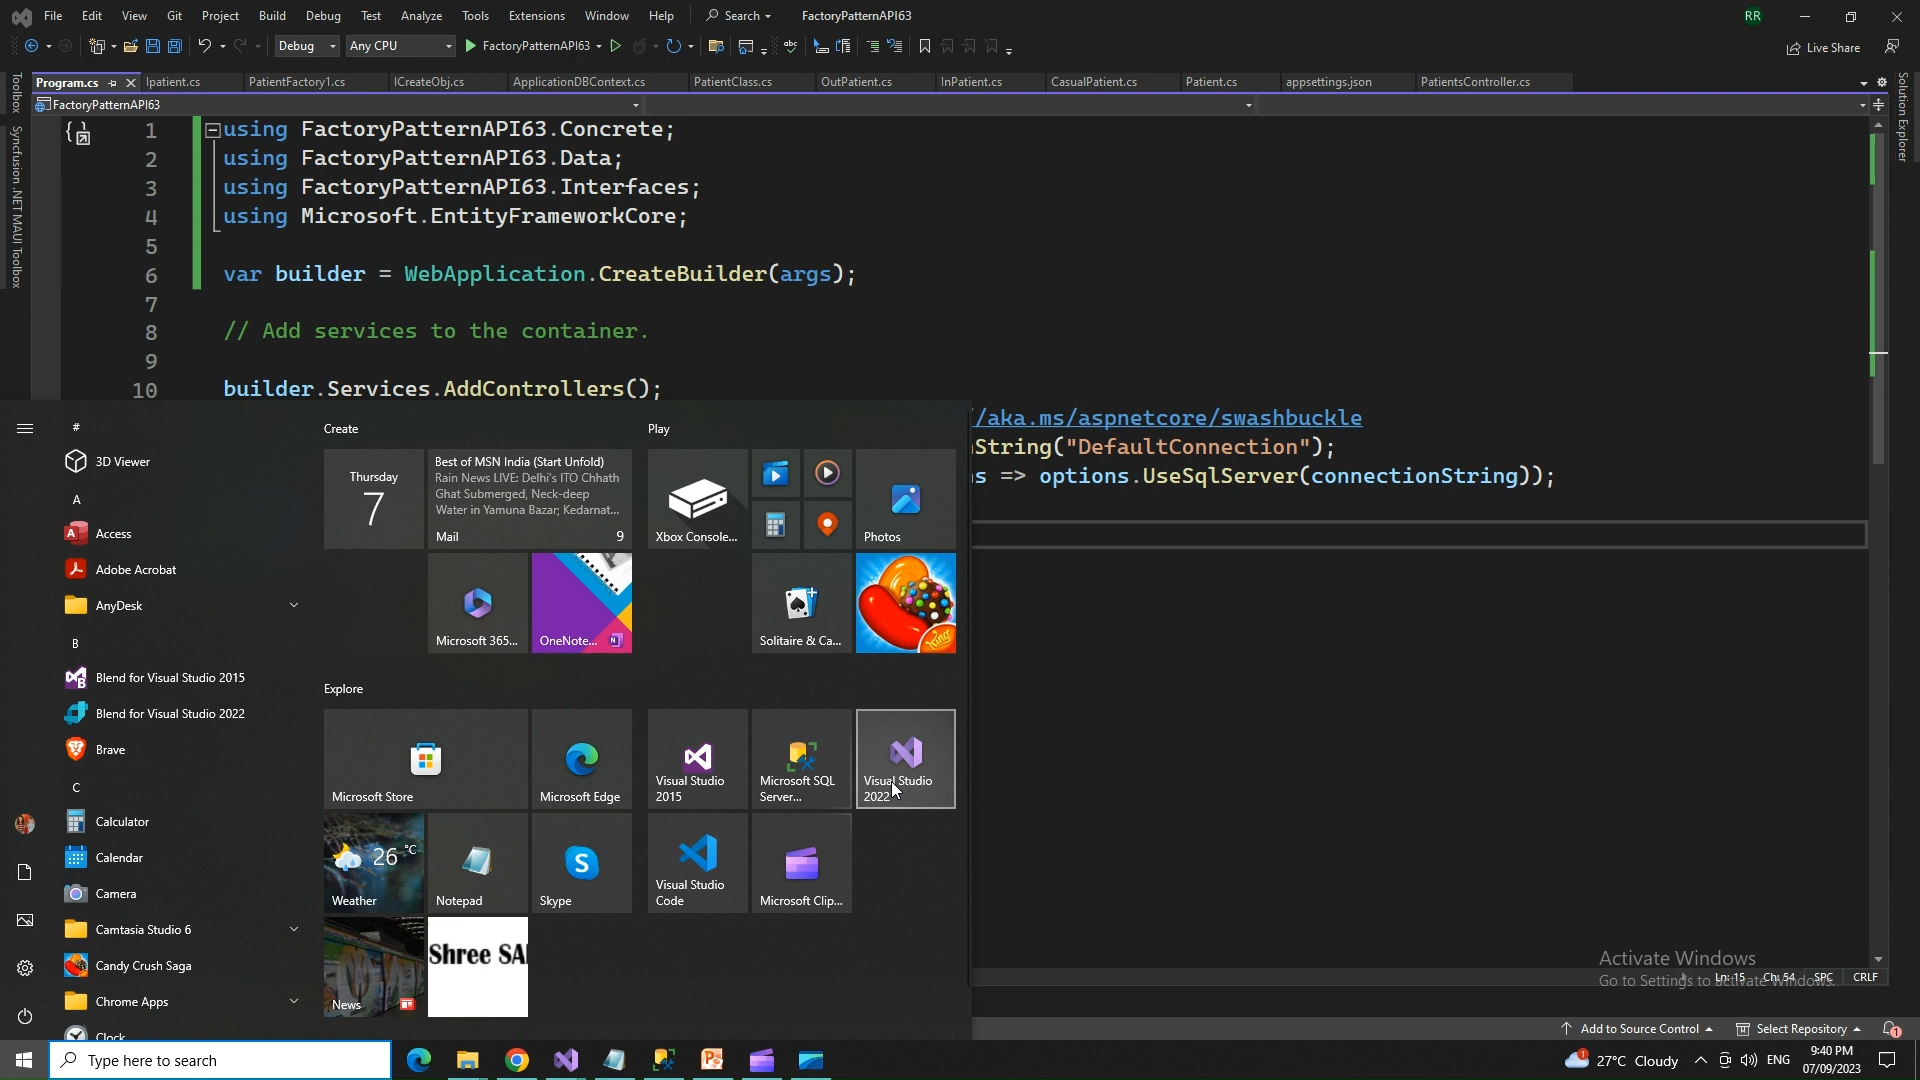 File Edit View Git Project Build Debug Test Analyze Tools Extensions Window Help Search FactoryPatternAPI63 RR
Debug Any CPU FactoryPatternAPI63 Live Share
Program.cs Ipatient.cs PatientFactory1.cs ICreateObj.cs ApplicationDBContext.cs PatientClass.cs OutPatient.cs InPatient.cs CasualPatient.cs Patient.cs appsettings.json PatientsController.cs
FactoryPatternAPI63
Toolbox
Syncfusion .NET MAUI Toolbox
Solution Explorer
1 using FactoryPatternAPI63.Concrete;
2 using FactoryPatternAPI63.Data;
3 using FactoryPatternAPI63.Interfaces;
4 using Microsoft.EntityFrameworkCore;
5
6 var builder = WebApplication.CreateBuilder(args);
7
8 // Add services to the container.
9
10 builder.Services.AddControllers();
/aka.ms/aspnetcore/swashbuckle
String("DefaultConnection");
s => options.UseSqlServer(connectionString));
#
3D Viewer
A
Access
Adobe Acrobat
AnyDesk
B
Blend for Visual Studio 2015
Blend for Visual Studio 2022
Brave
C
Calculator
Calendar
Camera
Camtasia Studio 6
Candy Crush Saga
Chrome Apps
Clock
Create
Thursday
7
Best of MSN India (Start Unfold)
Rain News LIVE: Delhi's ITO Chhath
Ghat Submerged, Neck-deep
Water in Yamuna Bazar; Kedarnat...
Mail 9
Microsoft 365...
OneNote...
Play
Xbox Console...
Photos
Solitaire & Ca...
King
Explore
Microsoft Store
Microsoft Edge
Visual Studio
2015
Microsoft SQL
Server...
Visual Studio
2022
26 °C
Weather
Notepad
Skype
Visual Studio
Code
Microsoft Clip...
News
Shree SA
Activate Windows
Go to Settings to activate Windows.
Ln: 15 Ch: 54 SPC CRLF
Add to Source Control Select Repository 1
Type here to search
1 27°C Cloudy ENG
9:40 PM
07/09/2023